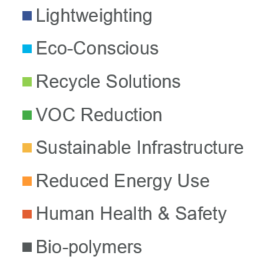 Lightweighting
Eco-Conscious
Recycle Solutions
VOC Reduction
Sustainable Infrastructure
Reduced Energy Use
Human Health & Safety
Bio-polymers